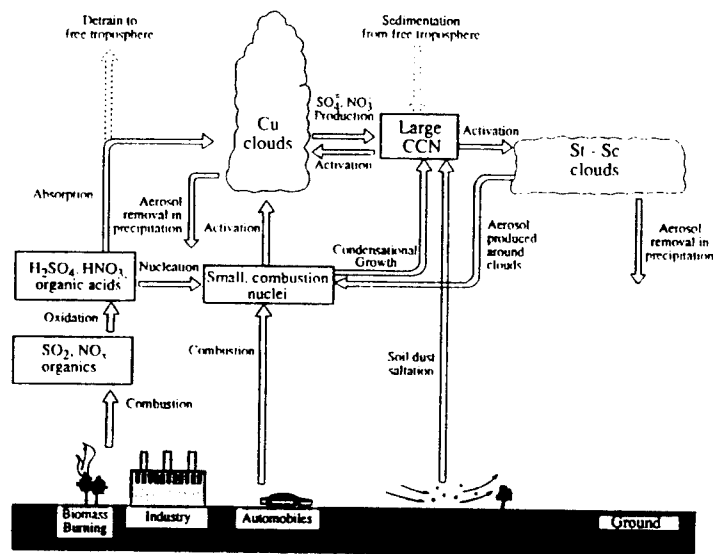 Detrain to
free troposphere
Sedimentation
from free troposphere
Cu
clouds
SO4=, NO3-
Production
Activation
Large
CCN
Activation
St - Sc
clouds
Absorption
Aerosol
removal in
precipitation
Activation
Condensational
Growth
Aerosol
produced
around
clouds
Aerosol
removal in
precipitation
H2SO4, HNO3,
organic acids
Nucleation
Small, combustion
nuclei
Oxidation
SO2, NOx
organics
Combustion
Combustion
Soil dust
saltation
Biomass
Burning
Industry
Automobiles
Ground